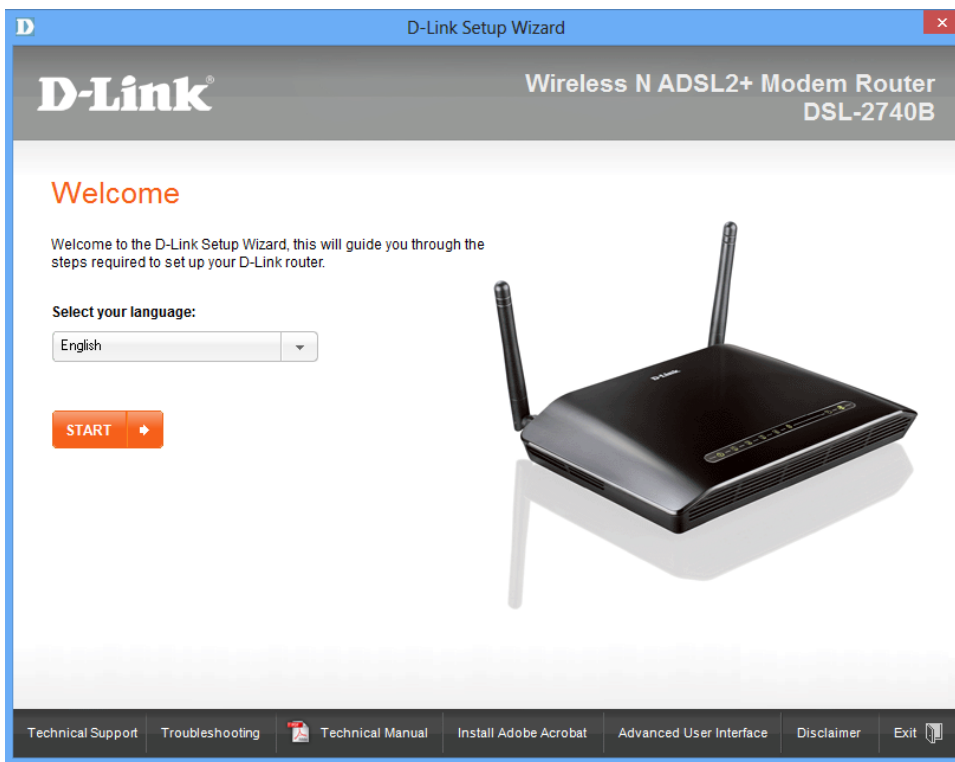 D-Link Setup Wizard
D-Link®
Wireless N ADSL2+ Modem Router
DSL-2740B
Welcome
Welcome to the D-Link Setup Wizard, this will guide you through the
steps required to set up your D-Link router.
Select your language:
English
START
D-Link
Technical Support
Troubleshooting
Technical Manual
Install Adobe Acrobat
Advanced User Interface
Disclaimer
Exit